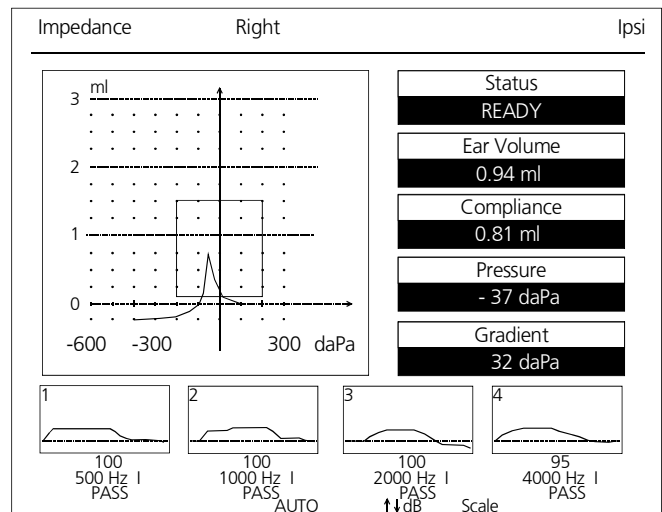 Impedance Right Ipsi
ml
3
2
1
0
-600 -300 300 daPa
Status
READY
Ear Volume
0.94 ml
Compliance
0.81 ml
Pressure
- 37 daPa
Gradient
32 daPa
1 2 3 4
100 100 100 95
500 Hz I 1000 Hz I 2000 Hz I 4000 Hz I
PASS PASS PASS PASS
AUTO ↑↓dB Scale